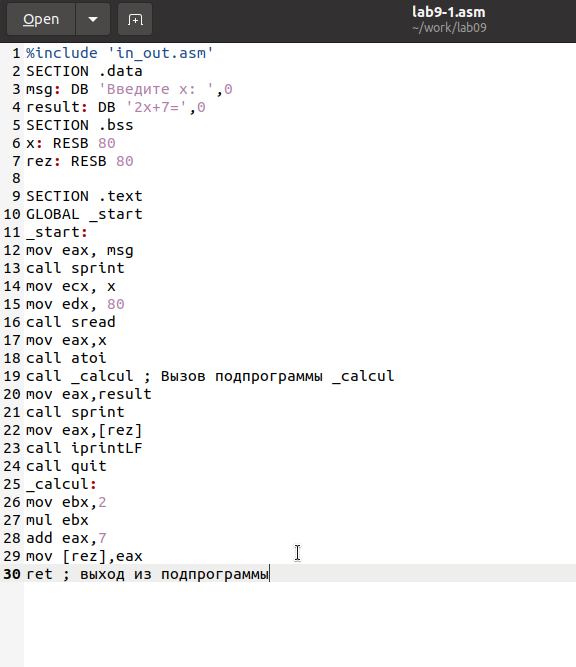 Open
lab9-1.asm
~/work/lab09
1 %include 'in_out.asm'
2 SECTION .data
3 msg: DB 'Введите x: ',0
4 result: DB '2x+7=',0
5 SECTION .bss
6 x: RESB 80
7 rez: RESB 80
8
9 SECTION .text
10 GLOBAL _start
11 _start:
12 mov eax, msg
13 call sprint
14 mov ecx, x
15 mov edx, 80
16 call sread
17 mov eax,x
18 call atoi
19 call _calcul ; Вызов подпрограммы _calcul
20 mov eax,result
21 call sprint
22 mov eax,[rez]
23 call iprintLF
24 call quit
25 _calcul:
26 mov ebx,2
27 mul ebx
28 add eax,7
29 mov [rez],eax
30 ret ; выход из подпрограммы